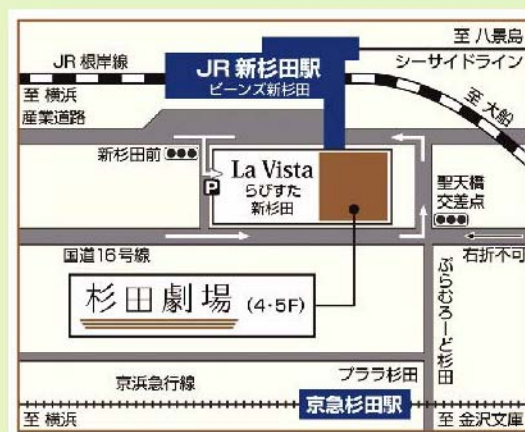 至 八景島
JR 根岸線
シーサイドライン
JR 新杉田駅
ビーンズ新杉田
至 横浜
至 大船
産業道路
新杉田前
La Vista
らびすた
新杉田
P
聖天橋
交差点
国道16号線
右折不可
杉田劇場 (4・5F)
ぷらむろーど杉田
プララ杉田
京浜急行線
京急杉田駅
至 横浜
至 金沢文庫